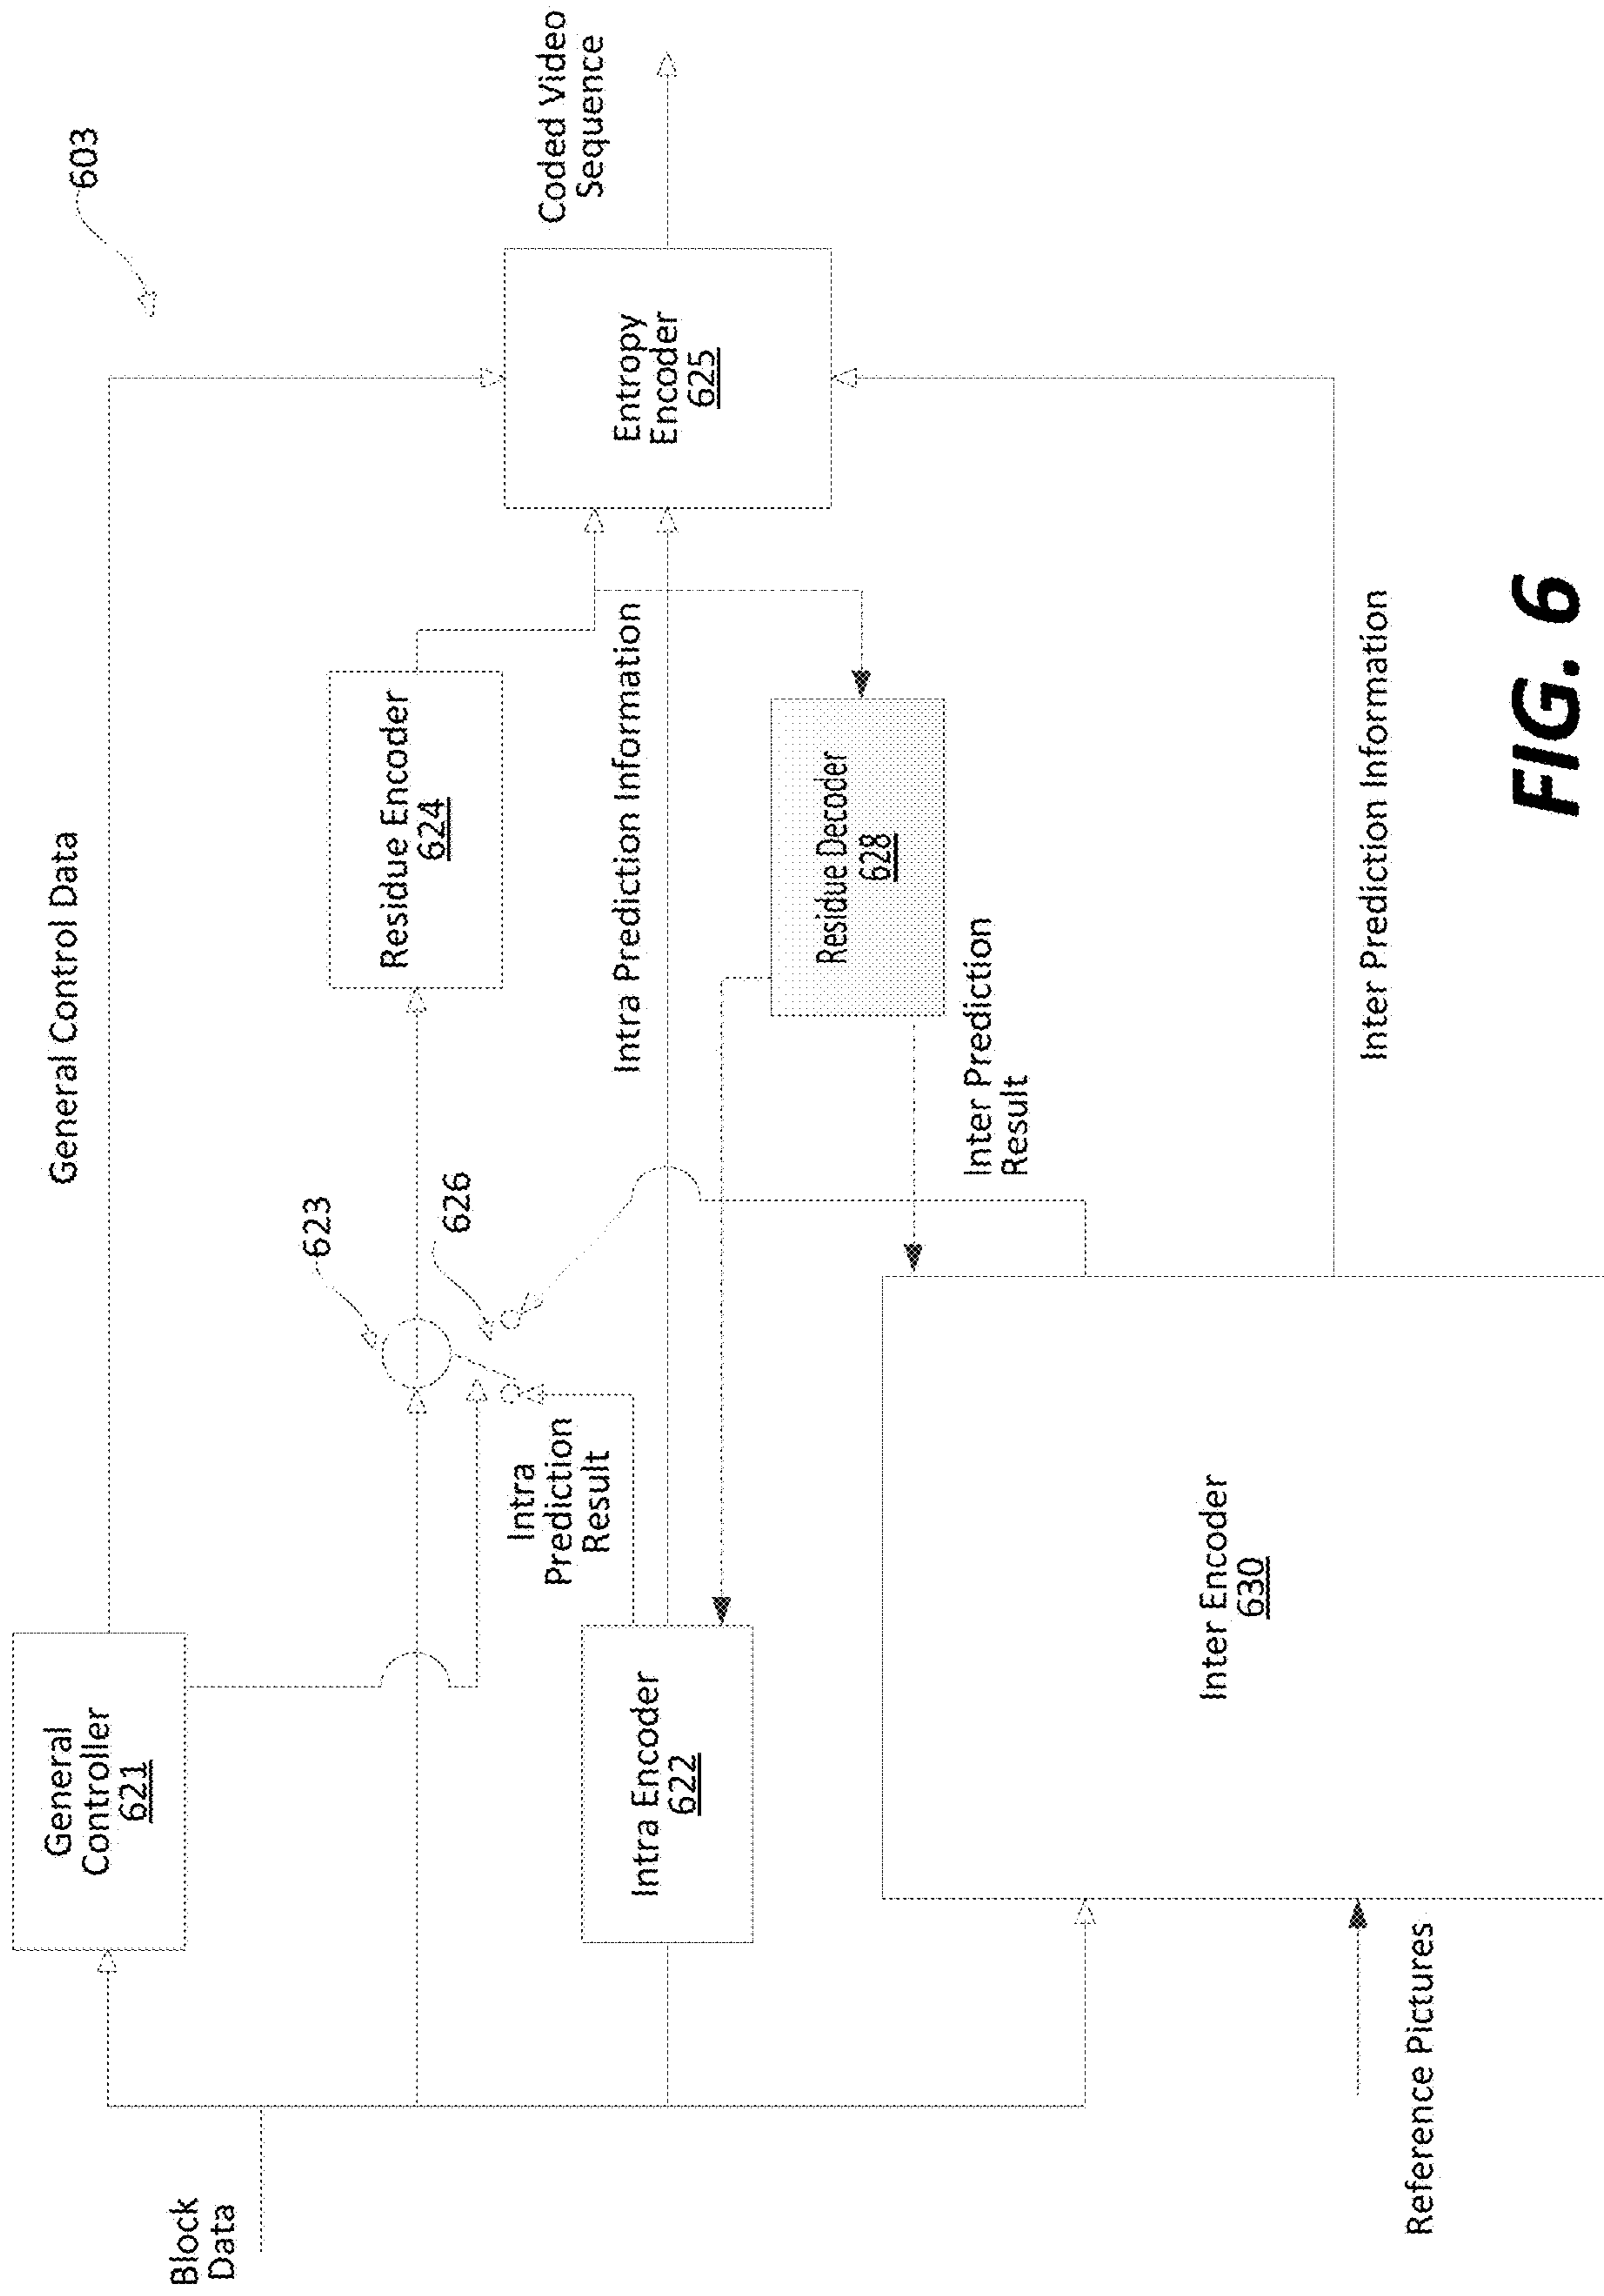 603
General Control Data
General
Controller
621
Block
Data
623
626
Residue Encoder
624
Coded Video
Sequence
Entropy
Encoder
625
Intra
Prediction
Result
Intra Prediction Information
Intra Encoder
622
Residue Decoder
628
Inter Prediction
Result
Inter Encoder
630
Inter Prediction Information
Reference Pictures
FIG. 6